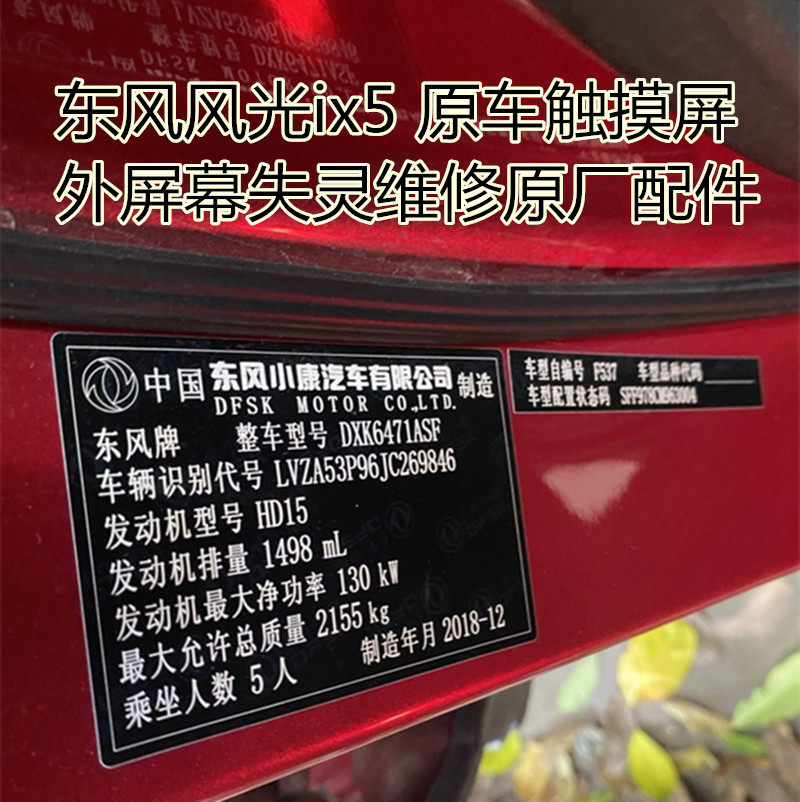 东风风光ix5 原车触摸屏
外屏幕失灵维修原厂配件
中国 东风小康汽车有限公司 制造
DFSK MOTOR CO.,LTD.
东风牌 整车型号 DXK6471ASF
车辆识别代号 LVZA53P96JC269846
发动机型号 HD15
发动机排量 1498 mL
发动机最大净功率 130 kW
最大允许总质量 2155 kg
乘坐人数 5 人 制造年月 2018-12
车型自编号 F537 车型品种代码
车型配置状态码 SFP978CM963004